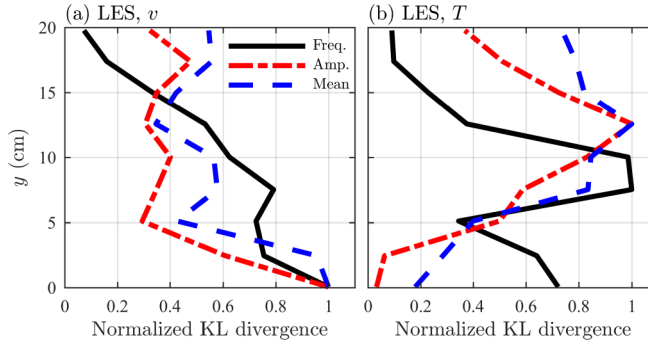 (a) LES, v
(b) LES, T
20
15
10
5
0
y (cm)
Freq.
Amp.
Mean
0 0.2 0.4 0.6 0.8 1
0 0.2 0.4 0.6 0.8 1
Normalized KL divergence
Normalized KL divergence